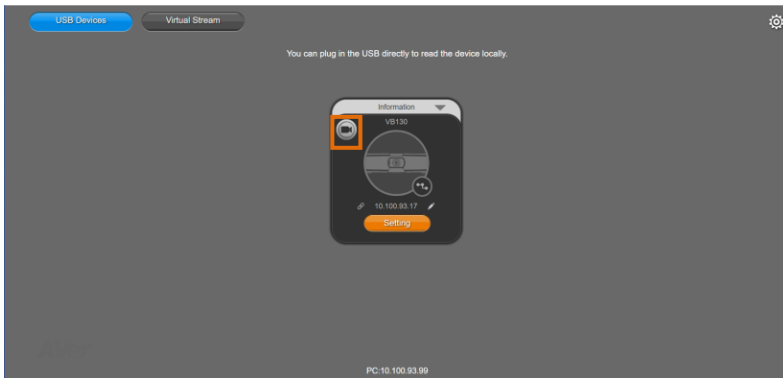 USB Devices
Virtual Stream
You can plug in the USB directly to read the device locally.
Information
VB130
10.100.93.17
Setting
PC:10.100.93.99